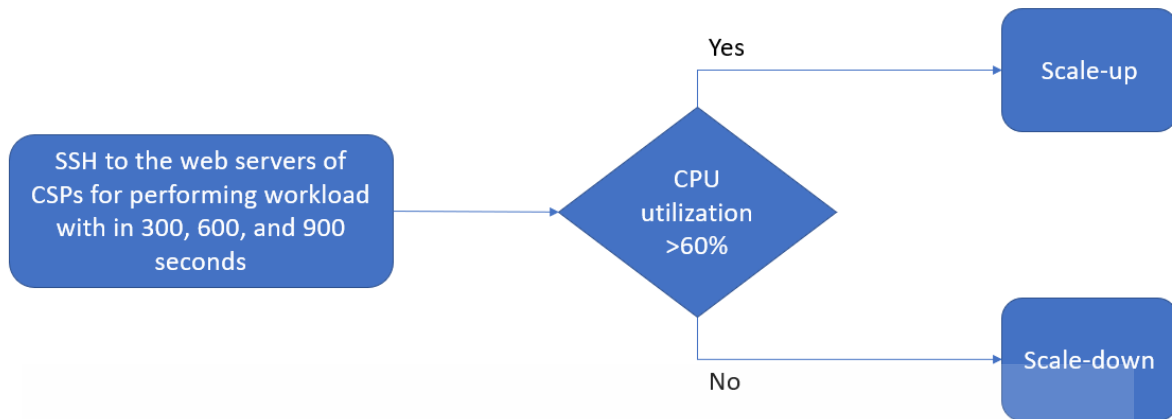 Yes
Scale-up
SSH to the web servers of
CSPs for performing workload
with in 300, 600, and 900
seconds
CPU
utilization
>60%
Scale-down
No